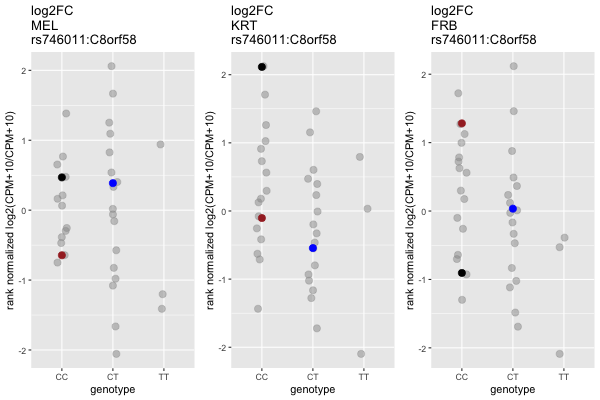 log2FC
MEL
rs746011:C8orf58
rank normalized log2(CPM+10/CPM+10)
2
1
0
-1
-2
CC
CT
TT
genotype
log2FC
KRT
rs746011:C8orf58
rank normalized log2(CPM+10/CPM+10)
2
1
0
-1
-2
CC
CT
TT
genotype
log2FC
FRB
rs746011:C8orf58
rank normalized log2(CPM+10/CPM+10)
2
1
0
-1
-2
CC
CT
TT
genotype